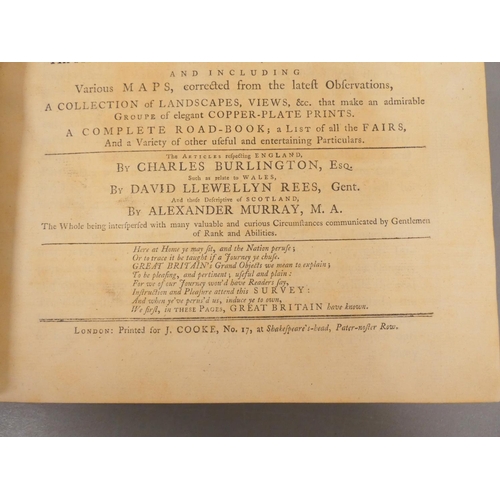 AND INCLUDING
Various MAPS, corrected from the latest Observations,
A COLLECTION of LANDSCAPES, VIEWS, &c. that make an admirable
GROUPE of elegant COPPER-PLATE PRINTS.
A COMPLETE ROAD-BOOK; a LIST of all the FAIRS,
And a Variety of other useful and entertaining Particulars.
The ARTICLES respecting ENGLAND,
By CHARLES BURLINGTON, Esq.
Such as relate to WALES,
By DAVID LLEWELLYN REES, Gent.
And those Descriptive of SCOTLAND,
By ALEXANDER MURRAY, M. A.
The Whole being interspersed with many valuable and curious Circumstances communicated by Gentlemen
of Rank and Abilities.
Here at Home ye may sit, and the Nation peruse;
Or to trace it be taught if a Journey ye chuse.
GREAT BRITAIN's Grand Objects we mean to explain;
To be pleasing, and pertinent; useful and plain:
For we of our Journey wou'd have Readers say,
Instruction and Pleasure attend this SURVEY:
And when ye've perus'd us, induce ye to own,
We first, in THESE PAGES, GREAT BRITAIN have known.
LONDON: Printed for J. COOKE, No. 17, at Shakespeare's-head, Pater-noster Row.